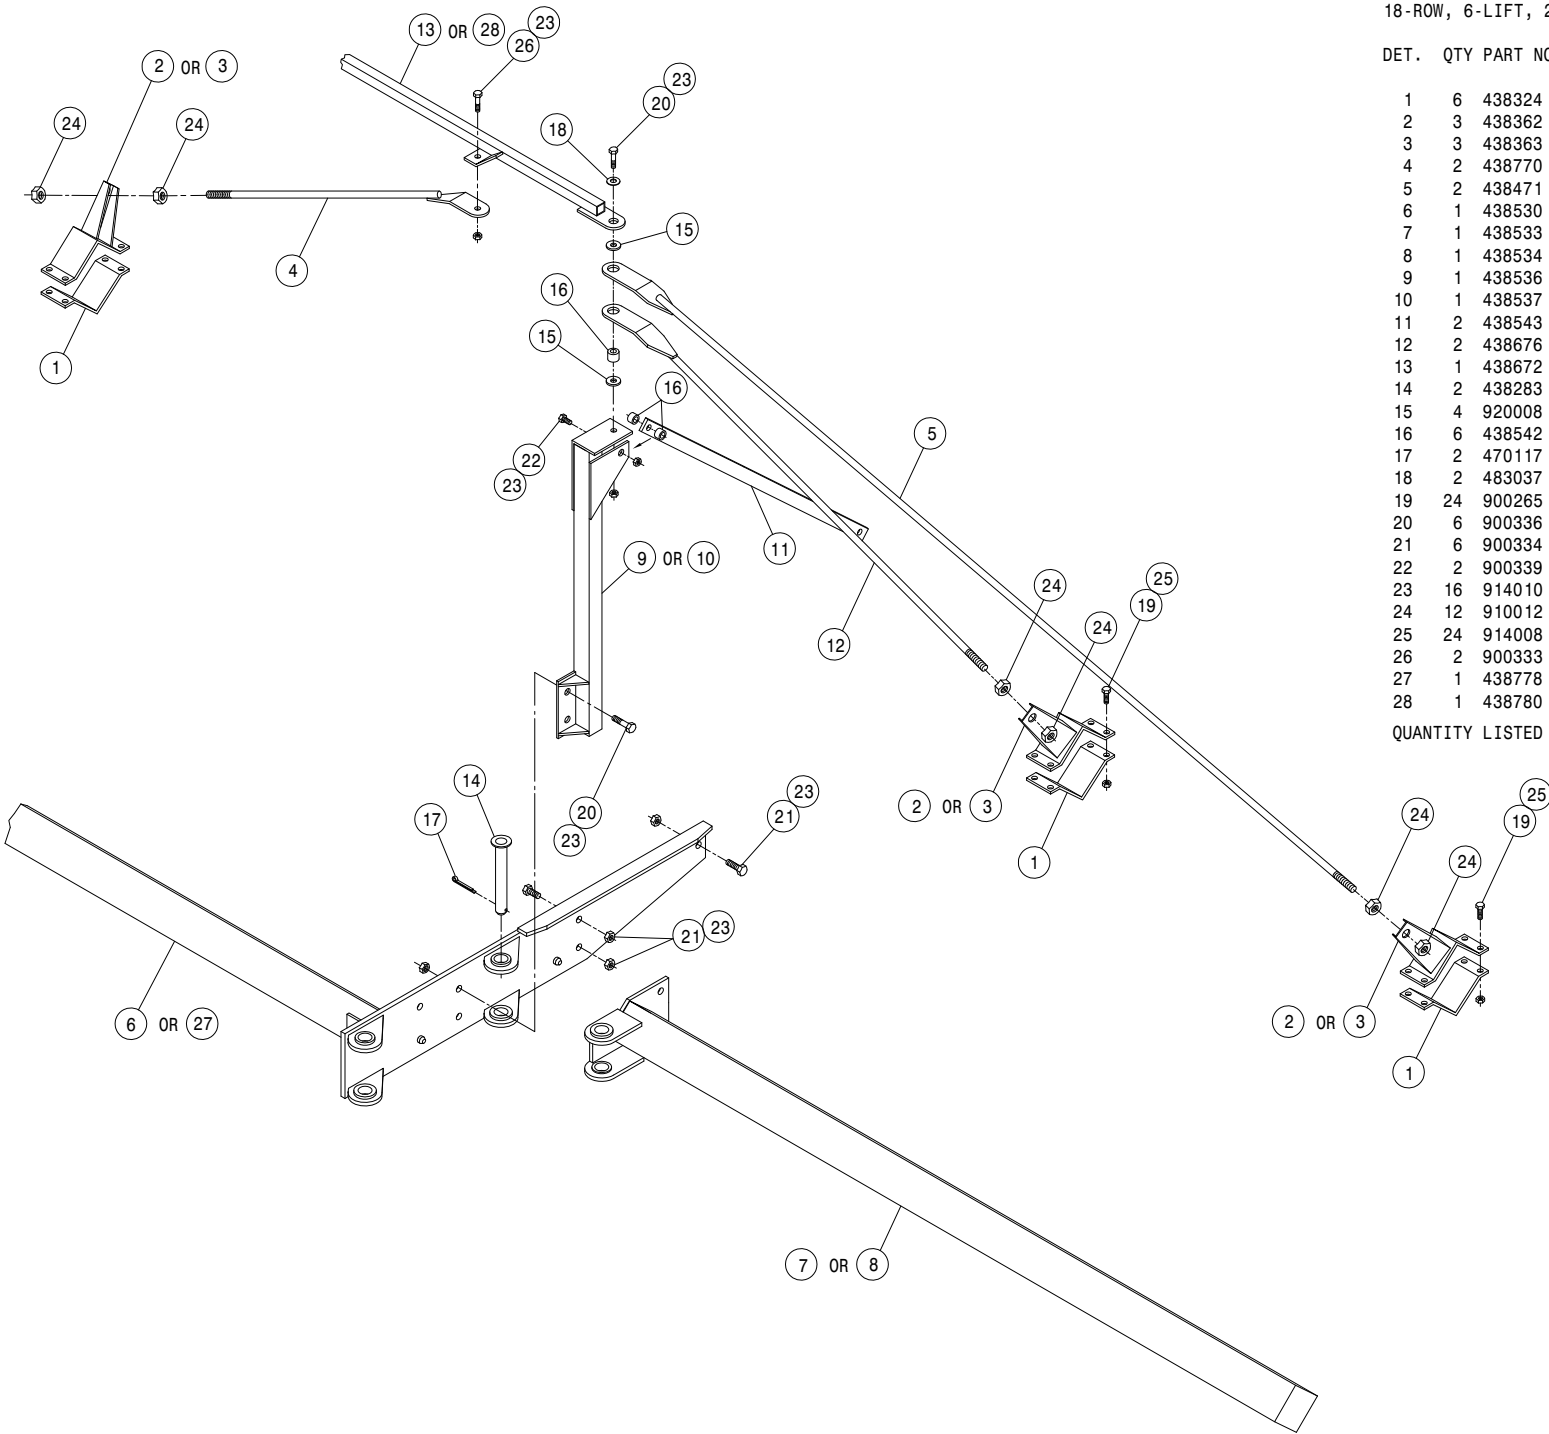 18-ROW, 6-LIFT, 2
DET. QTY PART NO
1 6 438324
2 3 438362
3 3 438363
4 2 438770
5 2 438471
6 1 438530
7 1 438533
8 1 438534
9 1 438536
10 1 438537
11 2 438543
12 2 438676
13 1 438672
14 2 438283
15 4 920008
16 6 438542
17 2 470117
18 2 483037
19 24 900265
20 6 900336
21 6 900334
22 2 900339
23 16 914010
24 12 910012
25 24 914008
26 2 900333
27 1 438778
28 1 438780
QUANTITY LISTED
13 OR 28
23
26
2 OR 3
23
20
24
24
18
15
4
16
1
15
16
5
22
23
11
9 OR 10
25
24
19
24
12
14
23
2 OR 3
25
17
20
21
24
19
23
1
24
21 23
6 OR 27
2 OR 3
1
7 OR 8